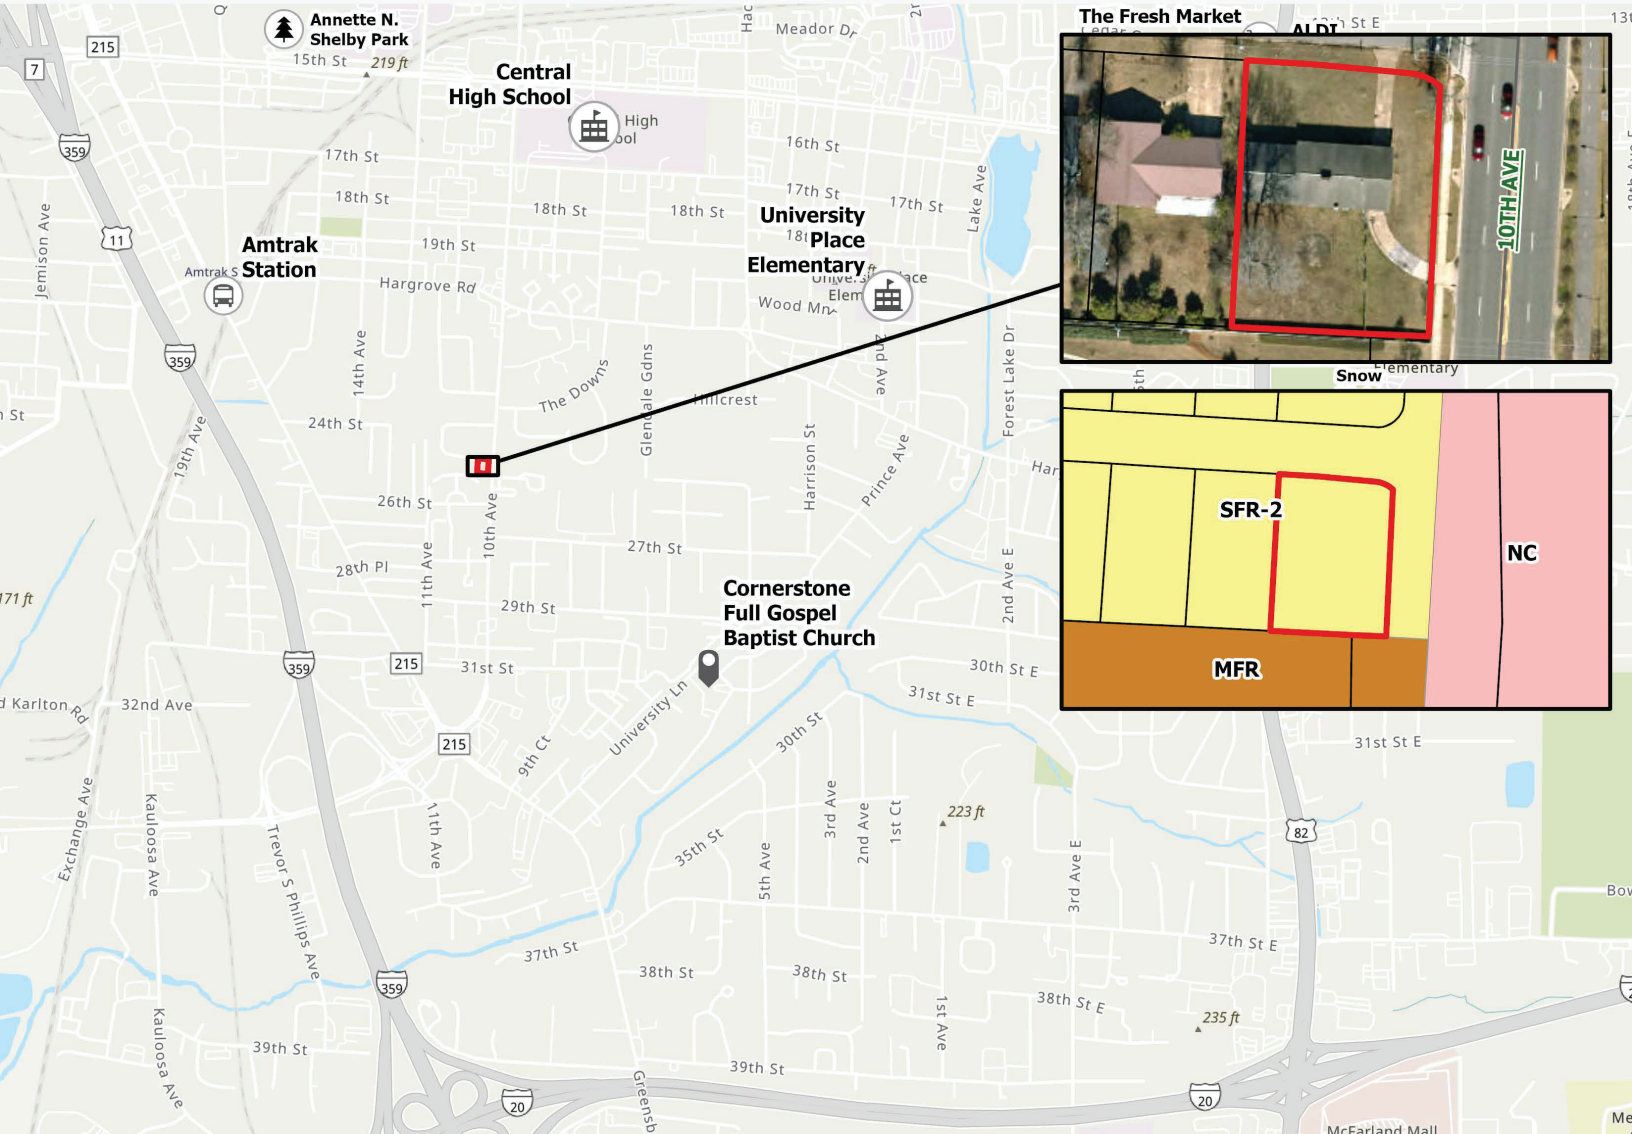 Annette N.
Shelby Park
215
7
15th St
219 ft
Central
High School
High
Meador Dr
The Fresh Market
ALDI
16th St
359
17th St
18th St
17th St
17th St
18th St
18th St
Lake Ave
10TH AVE
University
Place
Elementary
11
Jemison Ave
Amtrak
Station
Amtrak S
19th St
Hargrove Rd
Wood Mnr
359
14th Ave
The Downs
Glendale Gdns
Hillcrest
2nd Ave
Forest Lake Dr
Elementary
Snow
24th St
19th Ave
26th St
10th Ave
Harrison St
Prince Ave
SFR-2
NC
MFR
27th St
28th Pl
11th Ave
29th St
2nd Ave E
171 ft
Cornerstone
Full Gospel
Baptist Church
359
215
31st St
30th St E
31st St E
University Ln
Karlton Rd
32nd Ave
215
9th Ct
30th St
31st St E
82
Exchange Ave
Kauloosa Ave
Trevor S Phillips Ave
11th Ave
35th St
5th Ave
3rd Ave
2nd Ave
1st Ct
223 ft
3rd Ave E
37th St
37th St E
38th St
38th St
38th St E
359
1st Ave
235 ft
Kauloosa Ave
39th St
39th St
20
20
Greensb
McFarland Mall